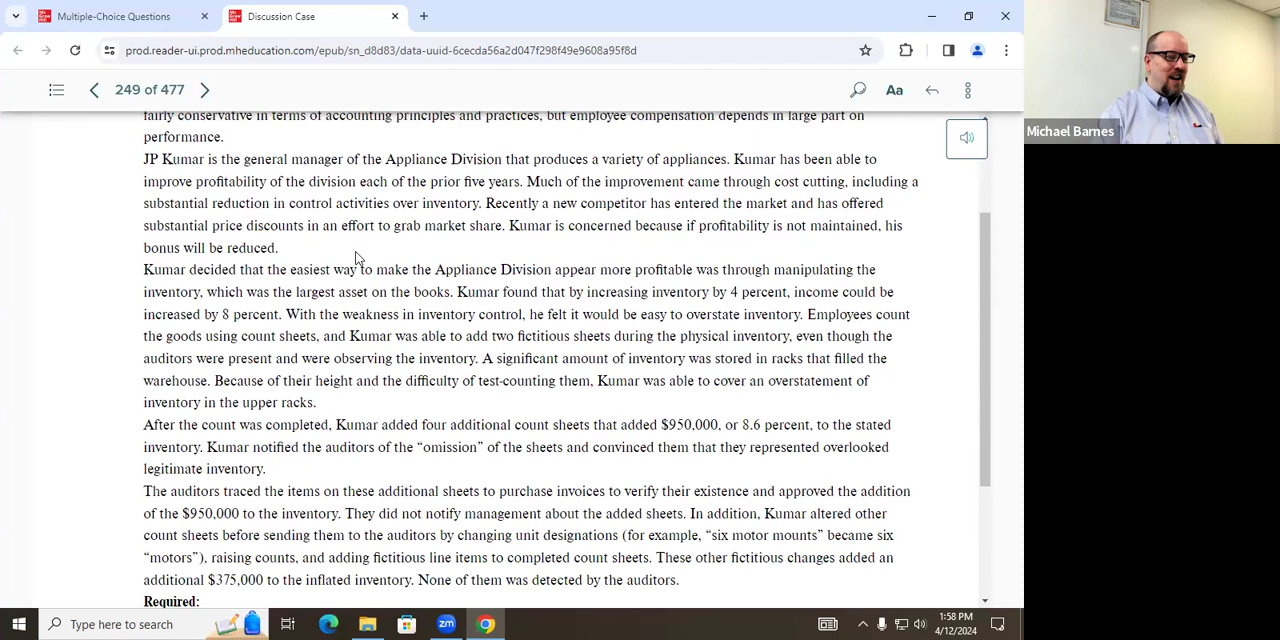 Multiple-Choice Questions
Discussion Case
prod.reader-ui.prod.mheducation.com/epub/sn_d8d83/data-uuid-6cecda56a2d047f298f49e9608a95f8d
249 of 477
Aa
fairly conservative in terms of accounting principles and practices, but employee compensation depends in large part on
performance.
JP Kumar is the general manager of the Appliance Division that produces a variety of appliances. Kumar has been able to
improve profitability of the division each of the prior five years. Much of the improvement came through cost cutting, including a
substantial reduction in control activities over inventory. Recently a new competitor has entered the market and has offered
substantial price discounts in an effort to grab market share. Kumar is concerned because if profitability is not maintained, his
bonus will be reduced.
Kumar decided that the easiest way to make the Appliance Division appear more profitable was through manipulating the
inventory, which was the largest asset on the books. Kumar found that by increasing inventory by 4 percent, income could be
increased by 8 percent. With the weakness in inventory control, he felt it would be easy to overstate inventory. Employees count
the goods using count sheets, and Kumar was able to add two fictitious sheets during the physical inventory, even though the
auditors were present and were observing the inventory. A significant amount of inventory was stored in racks that filled the
warehouse. Because of their height and the difficulty of test-counting them, Kumar was able to cover an overstatement of
inventory in the upper racks.
After the count was completed, Kumar added four additional count sheets that added $950,000, or 8.6 percent, to the stated
inventory. Kumar notified the auditors of the “omission” of the sheets and convinced them that they represented overlooked
legitimate inventory.
The auditors traced the items on these additional sheets to purchase invoices to verify their existence and approved the addition
of the $950,000 to the inventory. They did not notify management about the added sheets. In addition, Kumar altered other
count sheets before sending them to the auditors by changing unit designations (for example, “six motor mounts” became six
“motors”), raising counts, and adding fictitious line items to completed count sheets. These other fictitious changes added an
additional $375,000 to the inflated inventory. None of them was detected by the auditors.
Required:
Michael Barnes
Type here to search
zm
1:58 PM
4/12/2024